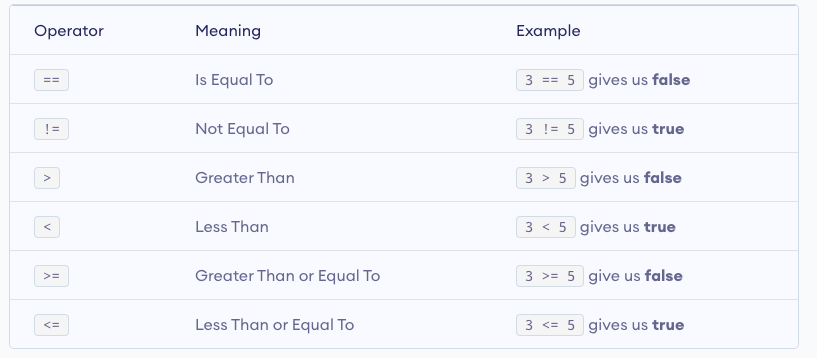 Operator Meaning Example
== Is Equal To 3 == 5 gives us false
!= Not Equal To 3 != 5 gives us true
> Greater Than 3 > 5 gives us false
< Less Than 3 < 5 gives us true
>= Greater Than or Equal To 3 >= 5 give us false
<= Less Than or Equal To 3 <= 5 gives us true